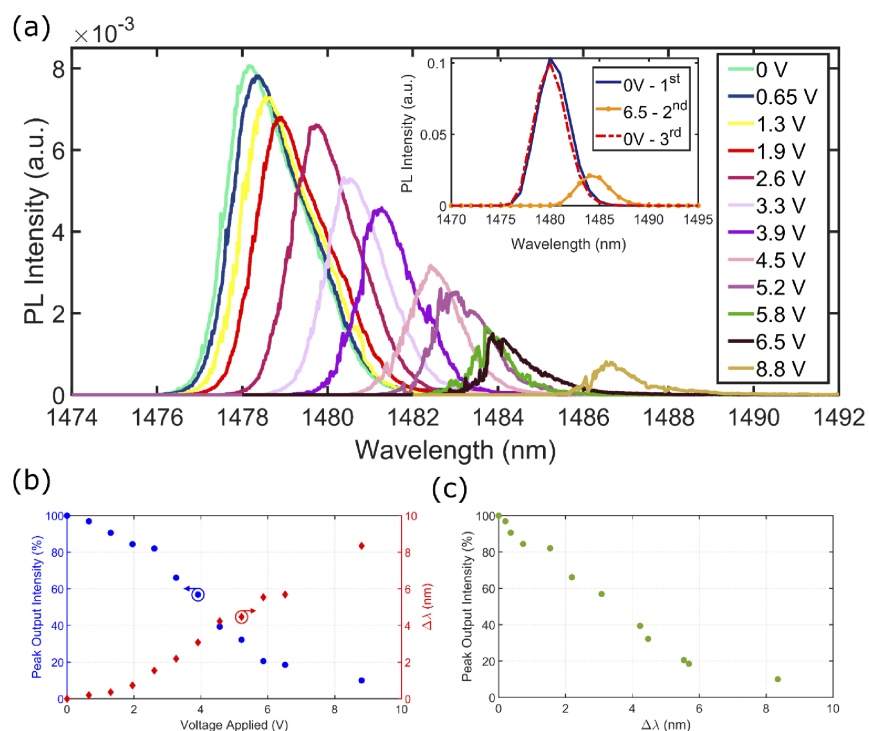 (a)
×10⁻³
8
6
4
2
0
PL Intensity (a.u.)
1474 1476 1478 1480 1482 1484 1486 1488 1490 1492
Wavelength (nm)
0.1
0.05
0
PL Intensity (a.u.)
1470 1475 1480 1485 1490 1495
Wavelength (nm)
0V - 1ˢᵗ
6.5 - 2ⁿᵈ
0V - 3ʳᵈ
0 V
0.65 V
1.3 V
1.9 V
2.6 V
3.3 V
3.9 V
4.5 V
5.2 V
5.8 V
6.5 V
8.8 V
(b)
100
80
60
40
20
0
Peak Output Intensity (%)
0 2 4 6 8 10
Voltage Applied (V)
10
8
6
4
2
0
Δλ (nm)
(c)
100
80
60
40
20
0
Peak Output Intensity (%)
0 2 4 6 8 10
Δλ (nm)